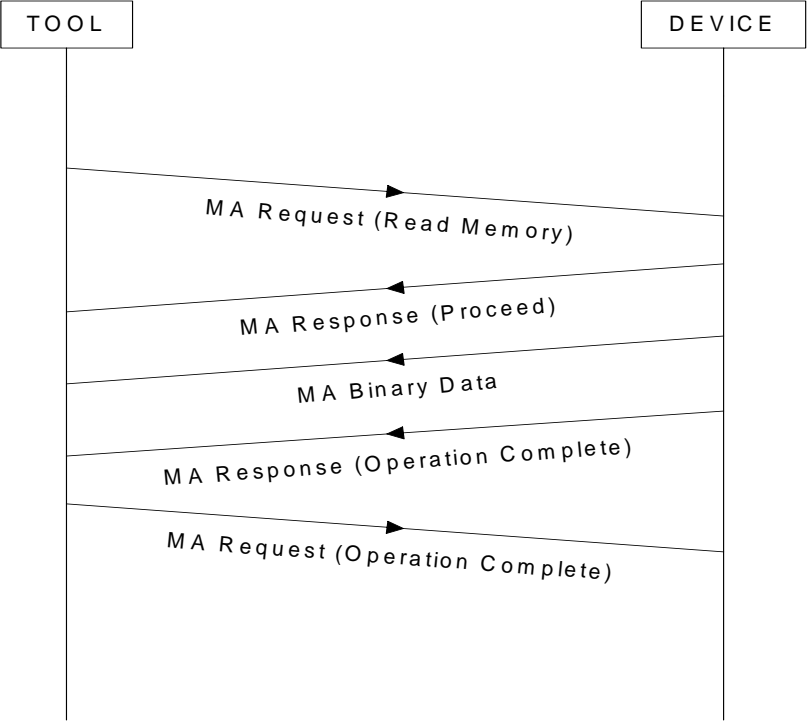 TOOL
DEVICE
MA Request (Read Memory)
MA Response (Proceed)
MA Binary Data
MA Response (Operation Complete)
MA Request (Operation Complete)